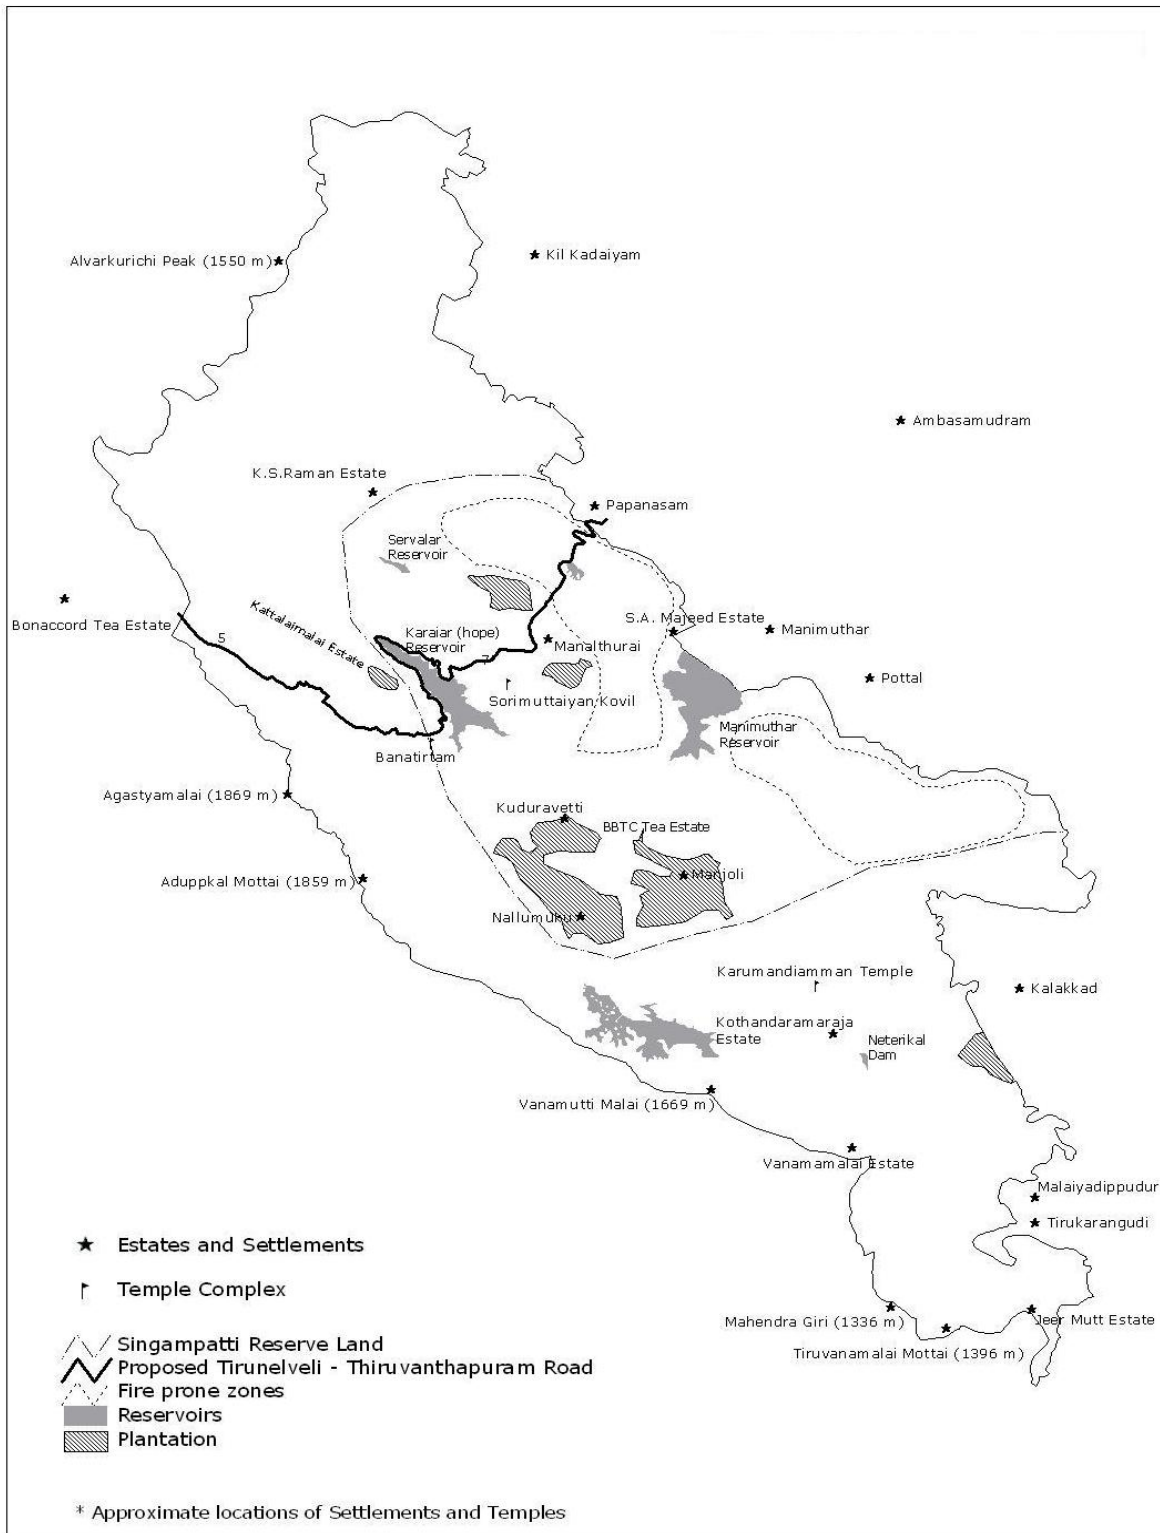 Alvarkurichi Peak (1550 m)
Kil Kadaiyam
Ambasamudram
K.S.Raman Estate
Papanasam
Servalar
Reservoir
Bonaccord Tea Estate
5
Kattalaimalai Estate
Karaiar (hope)
Reservoir
7
S.A. Majeed Estate
Manimuthar
Manalthurai
Pottal
Sorimuttaiyan Kovil
Manimuthar
Reservoir
Banatirtam
Agastyamalai (1869 m)
Kuduravetti
BBTC Tea Estate
Aduppkal Mottai (1859 m)
Manjoli
Nallumuku
Karumandiamman Temple
Kalakkad
Kothandaramaraja
Estate
Neterikal
Dam
Vanamutti Malai (1669 m)
Vanamamalai Estate
Malaiyadippudur
Tirukarangudi
Mahendra Giri (1336 m)
Jeer Mutt Estate
Tiruvanamalai Mottai (1396 m)
Estates and Settlements
Temple Complex
Singampatti Reserve Land
Proposed Tirunelveli - Thiruvanthapuram Road
Fire prone zones
Reservoirs
Plantation
* Approximate locations of Settlements and Temples